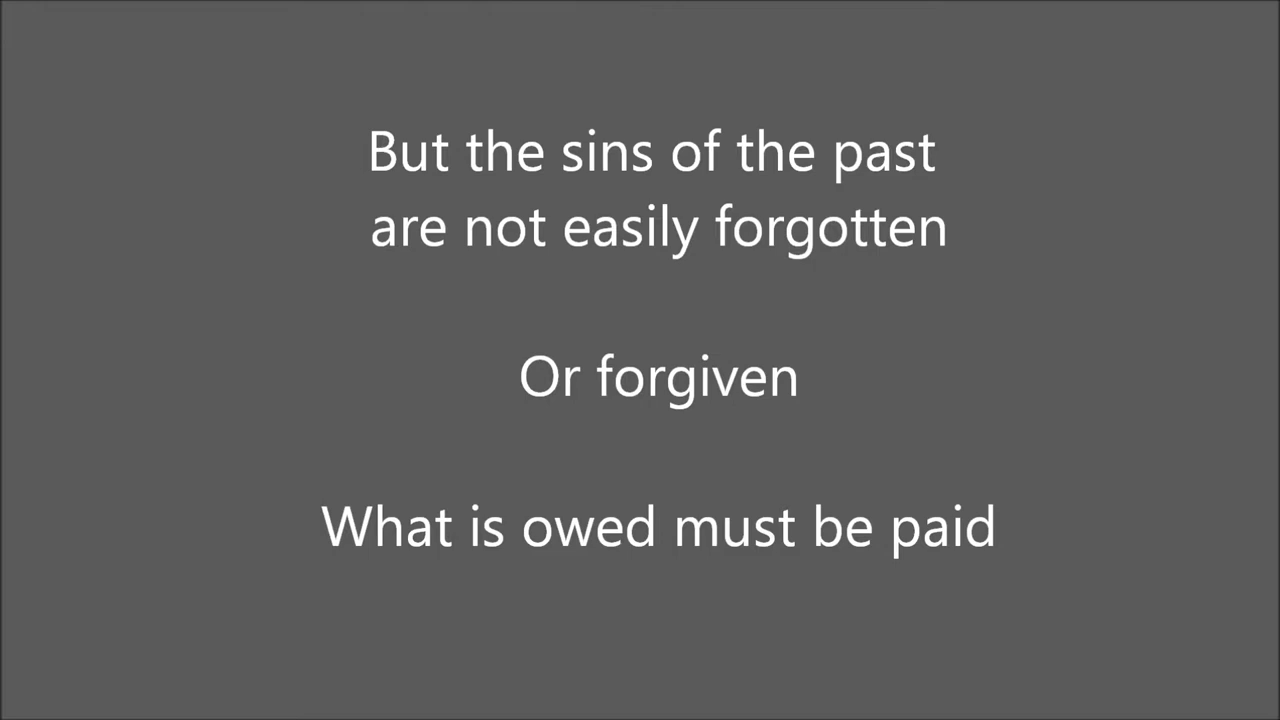 But the sins of the past
are not easily forgotten
Or forgiven
What is owed must be paid